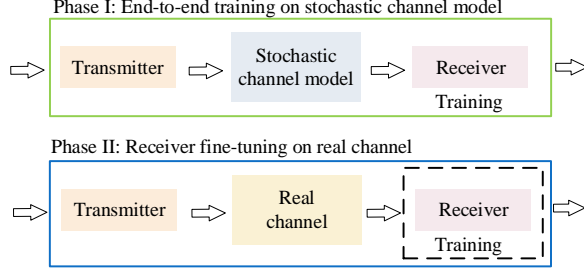 Phase I: End-to-end training on stochastic channel model
Transmitter
Stochastic
channel model
Receiver
Training
Phase II: Receiver fine-tuning on real channel
Transmitter
Real
channel
Receiver
Training